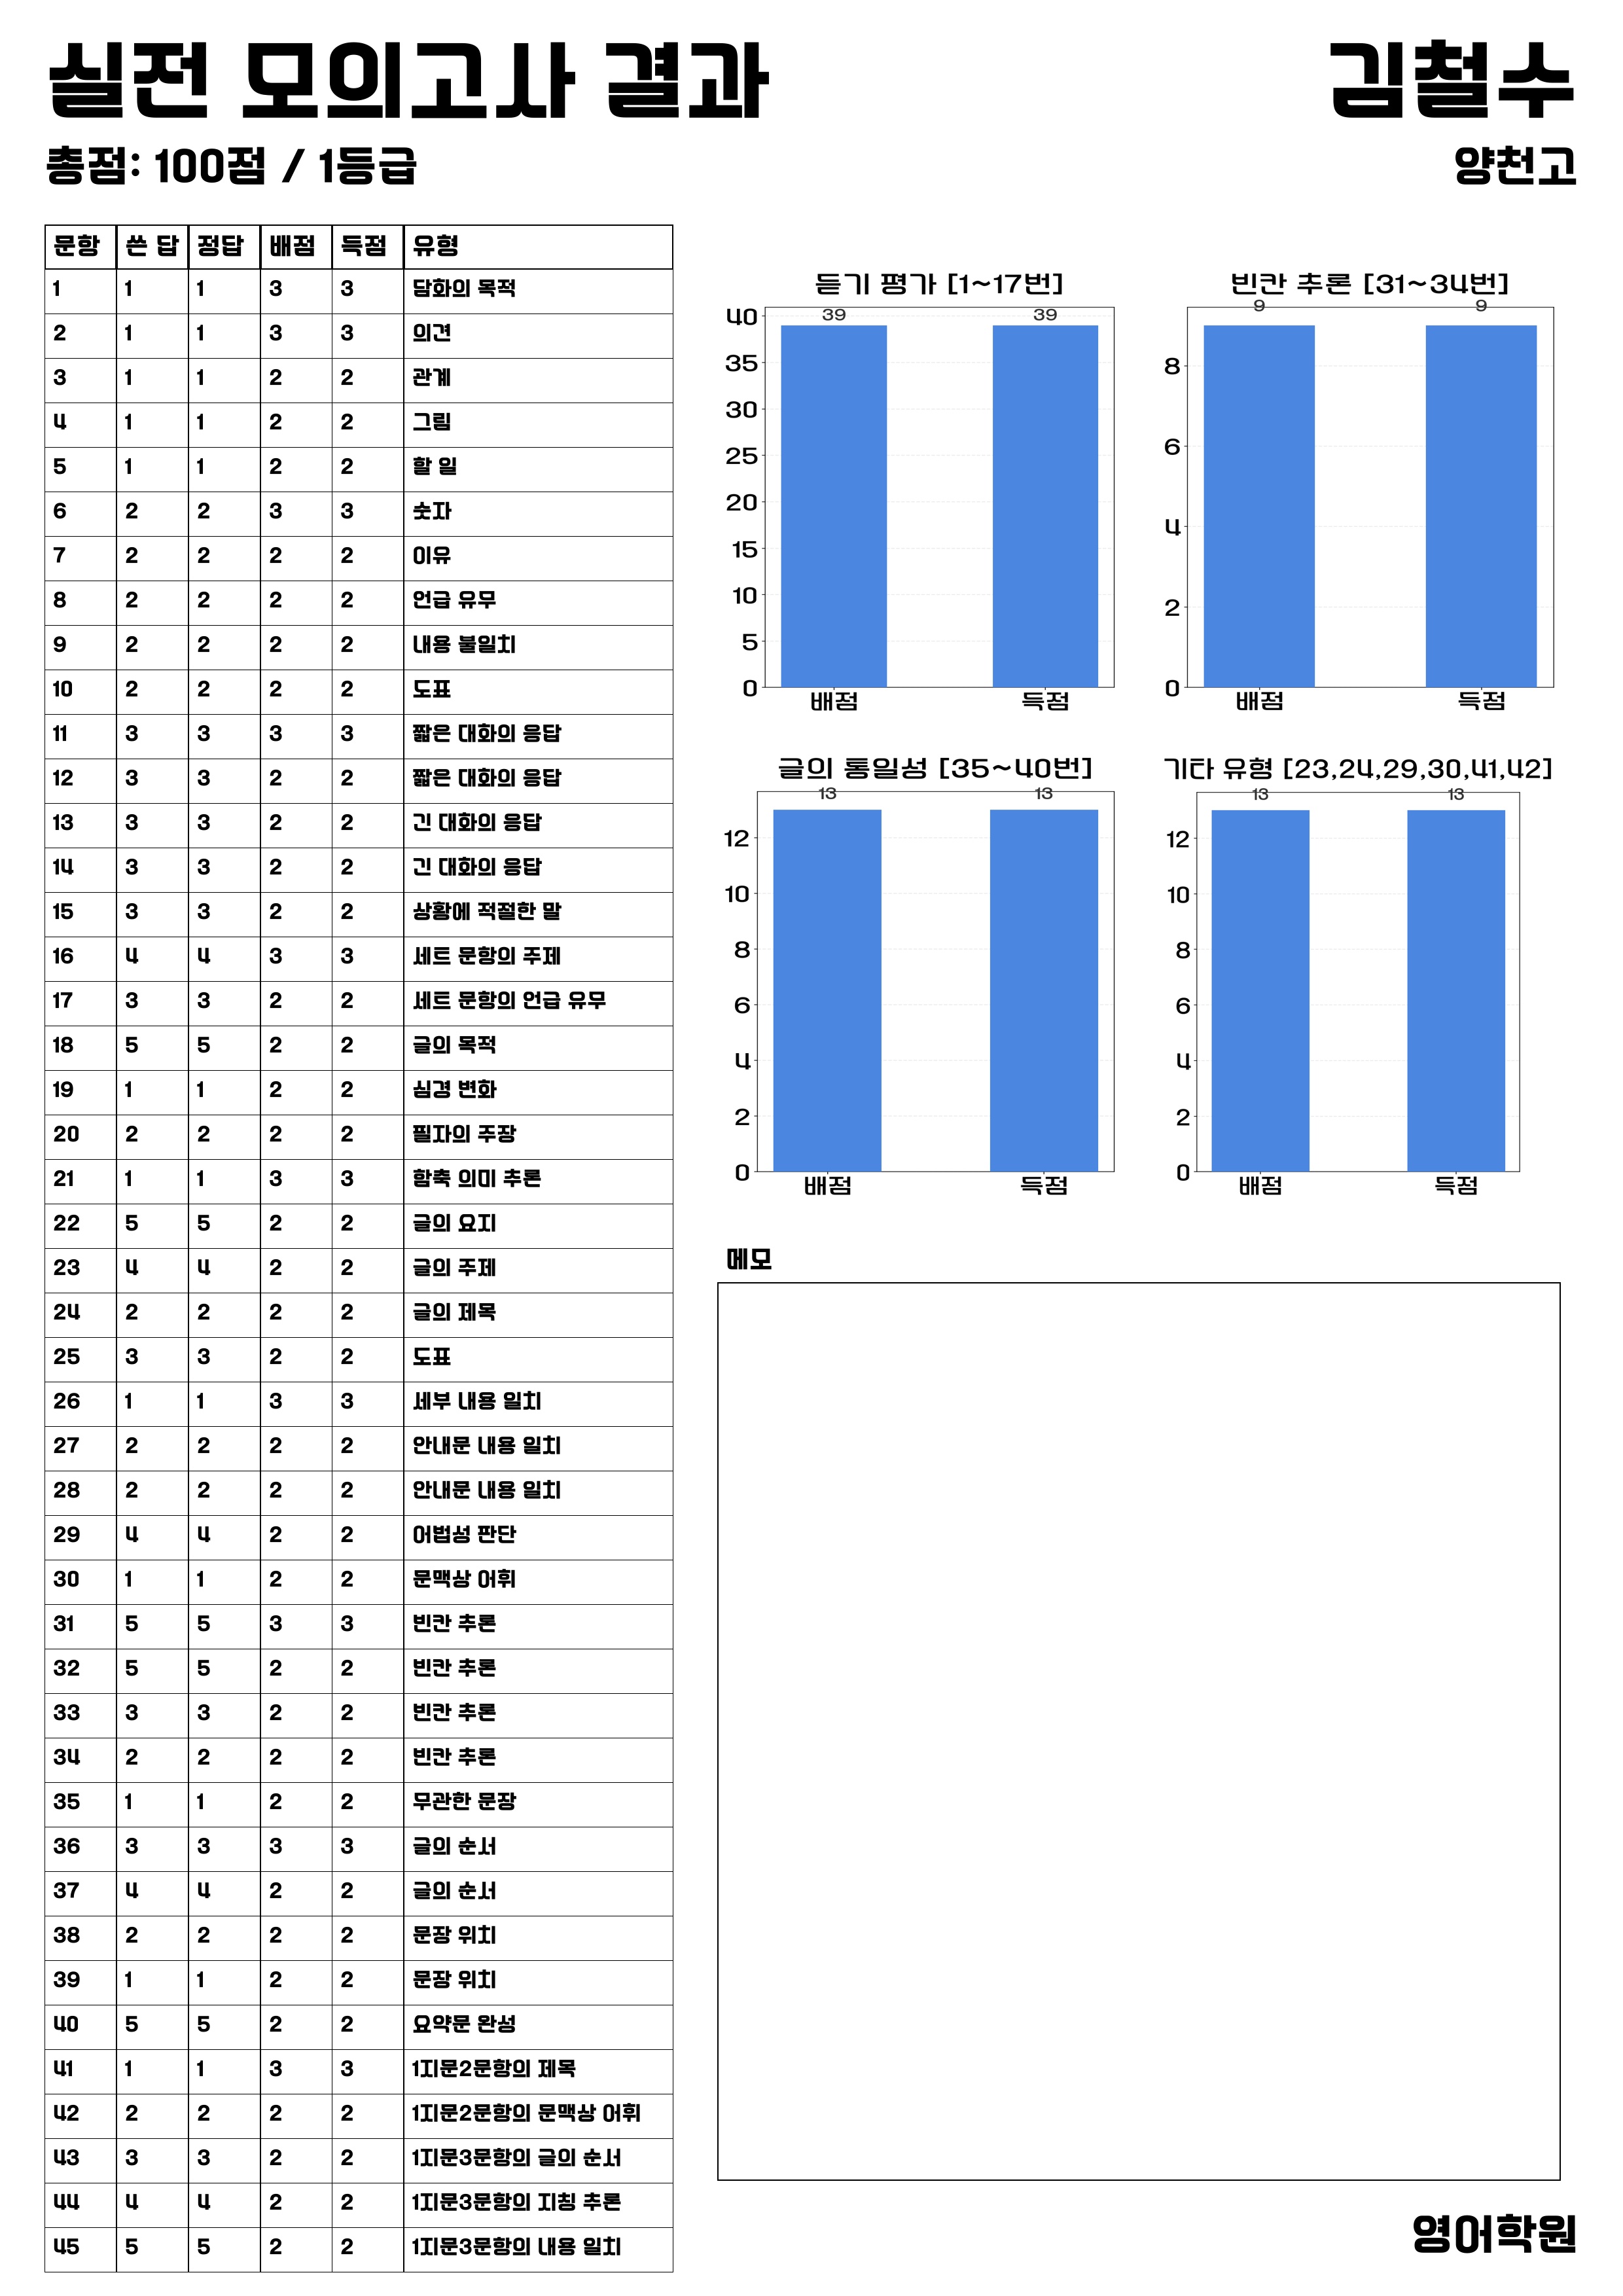 실전 모의고사 결과
김철수
총점: 100점 / 1등급
양천고
문항 쓴 답 정답 배점 득점 유형
1 1 1 3 3 담화의 목적
2 1 1 3 3 의견
3 1 1 2 2 관계
4 1 1 2 2 그림
5 1 1 2 2 할 일
6 2 2 3 3 숫자
7 2 2 2 2 이유
8 2 2 2 2 언급 유무
9 2 2 2 2 내용 불일치
10 2 2 2 2 도표
11 3 3 3 3 짧은 대화의 응답
12 3 3 2 2 짧은 대화의 응답
13 3 3 2 2 긴 대화의 응답
14 3 3 2 2 긴 대화의 응답
15 3 3 2 2 상황에 적절한 말
16 4 4 3 3 세트 문항의 주제
17 3 3 2 2 세트 문항의 언급 유무
18 5 5 2 2 글의 목적
19 1 1 2 2 심경 변화
20 2 2 2 2 필자의 주장
21 1 1 3 3 함축 의미 추론
22 5 5 2 2 글의 요지
23 4 4 2 2 글의 주제
24 2 2 2 2 글의 제목
25 3 3 2 2 도표
26 1 1 3 3 세부 내용 일치
27 2 2 2 2 안내문 내용 일치
28 2 2 2 2 안내문 내용 일치
29 4 4 2 2 어법성 판단
30 1 1 2 2 문맥상 어휘
31 5 5 3 3 빈칸 추론
32 5 5 2 2 빈칸 추론
33 3 3 2 2 빈칸 추론
34 2 2 2 2 빈칸 추론
35 1 1 2 2 무관한 문장
36 3 3 3 3 글의 순서
37 4 4 2 2 글의 순서
38 2 2 2 2 문장 위치
39 1 1 2 2 문장 위치
40 5 5 2 2 요약문 완성
41 1 1 3 3 1지문2문항의 제목
42 2 2 2 2 1지문2문항의 문맥상 어휘
43 3 3 2 2 1지문3문항의 글의 순서
44 4 4 2 2 1지문3문항의 지칭 추론
45 5 5 2 2 1지문3문항의 내용 일치
듣기 평가 [1~17번]
39 39
40
35
30
25
20
15
10
5
0
배점 득점
빈칸 추론 [31~34번]
9 9
8
6
4
2
0
배점 득점
글의 통일성 [35~40번]
13 13
12
10
8
6
4
2
0
배점 득점
기타 유형 [23,24,29,30,41,42]
13 13
12
10
8
6
4
2
0
배점 득점
메모
영어학원